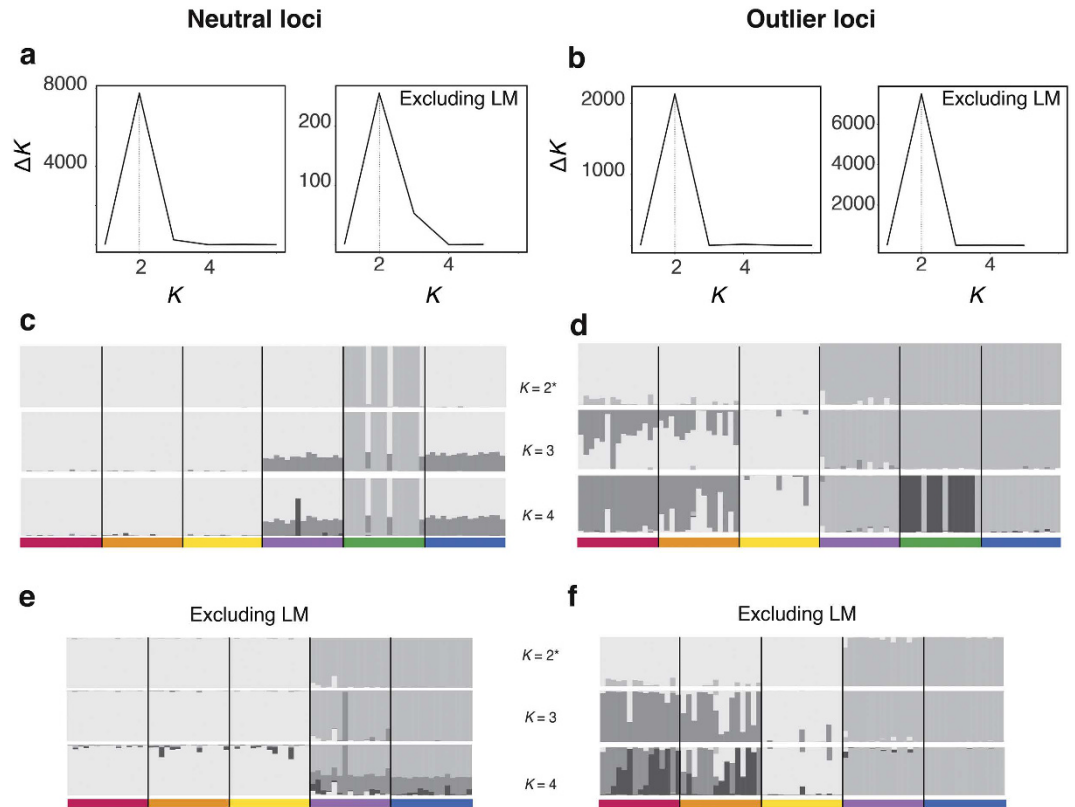 Neutral loci
Outlier loci
a
b
8000
4000
ΔK
2
4
K
Excluding LM
200
100
2
4
K
2000
1000
ΔK
2
4
K
Excluding LM
6000
4000
2000
2
4
K
c
d
K = 2*
K = 3
K = 4
e
f
Excluding LM
Excluding LM
K = 2*
K = 3
K = 4